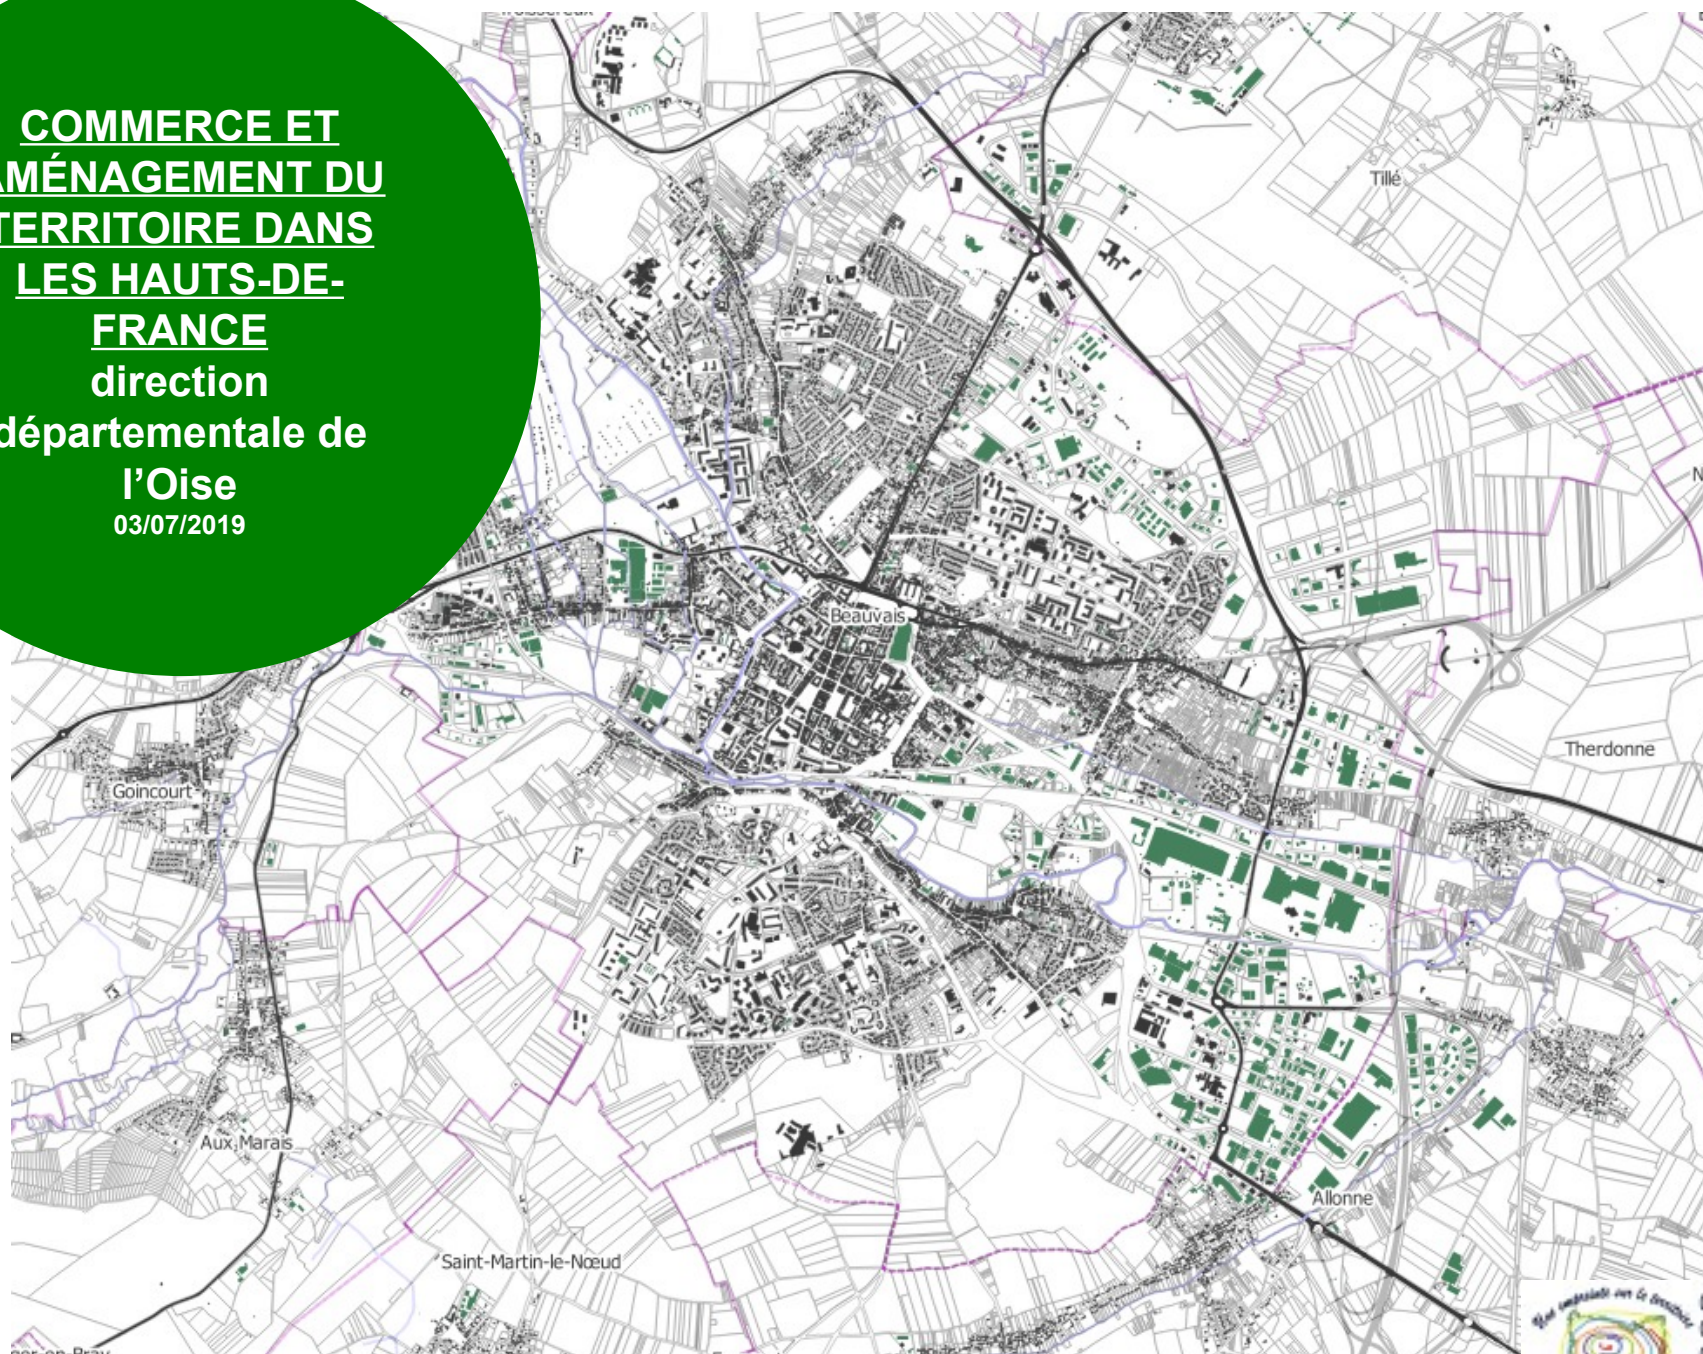 COMMERCE ET
AMÉNAGEMENT DU
TERRITOIRE DANS
LES HAUTS-DE-
FRANCE
direction
départementale de
l’Oise
03/07/2019
Tillé
Beauvais
Therdonne
Goincourt
Aux Marais
Allonne
Saint-Martin-le-Nœud